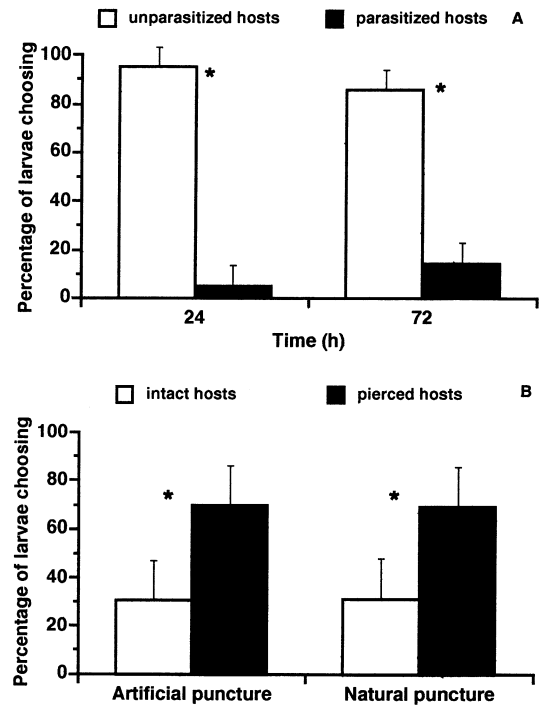 unparasitized hosts parasitized hosts A
Percentage of larvae choosing
100
80
60
40
20
0
* *
24 72
Time (h)
intact hosts pierced hosts B
Percentage of larvae choosing
100
80
60
40
20
0
* *
Artificial puncture Natural puncture